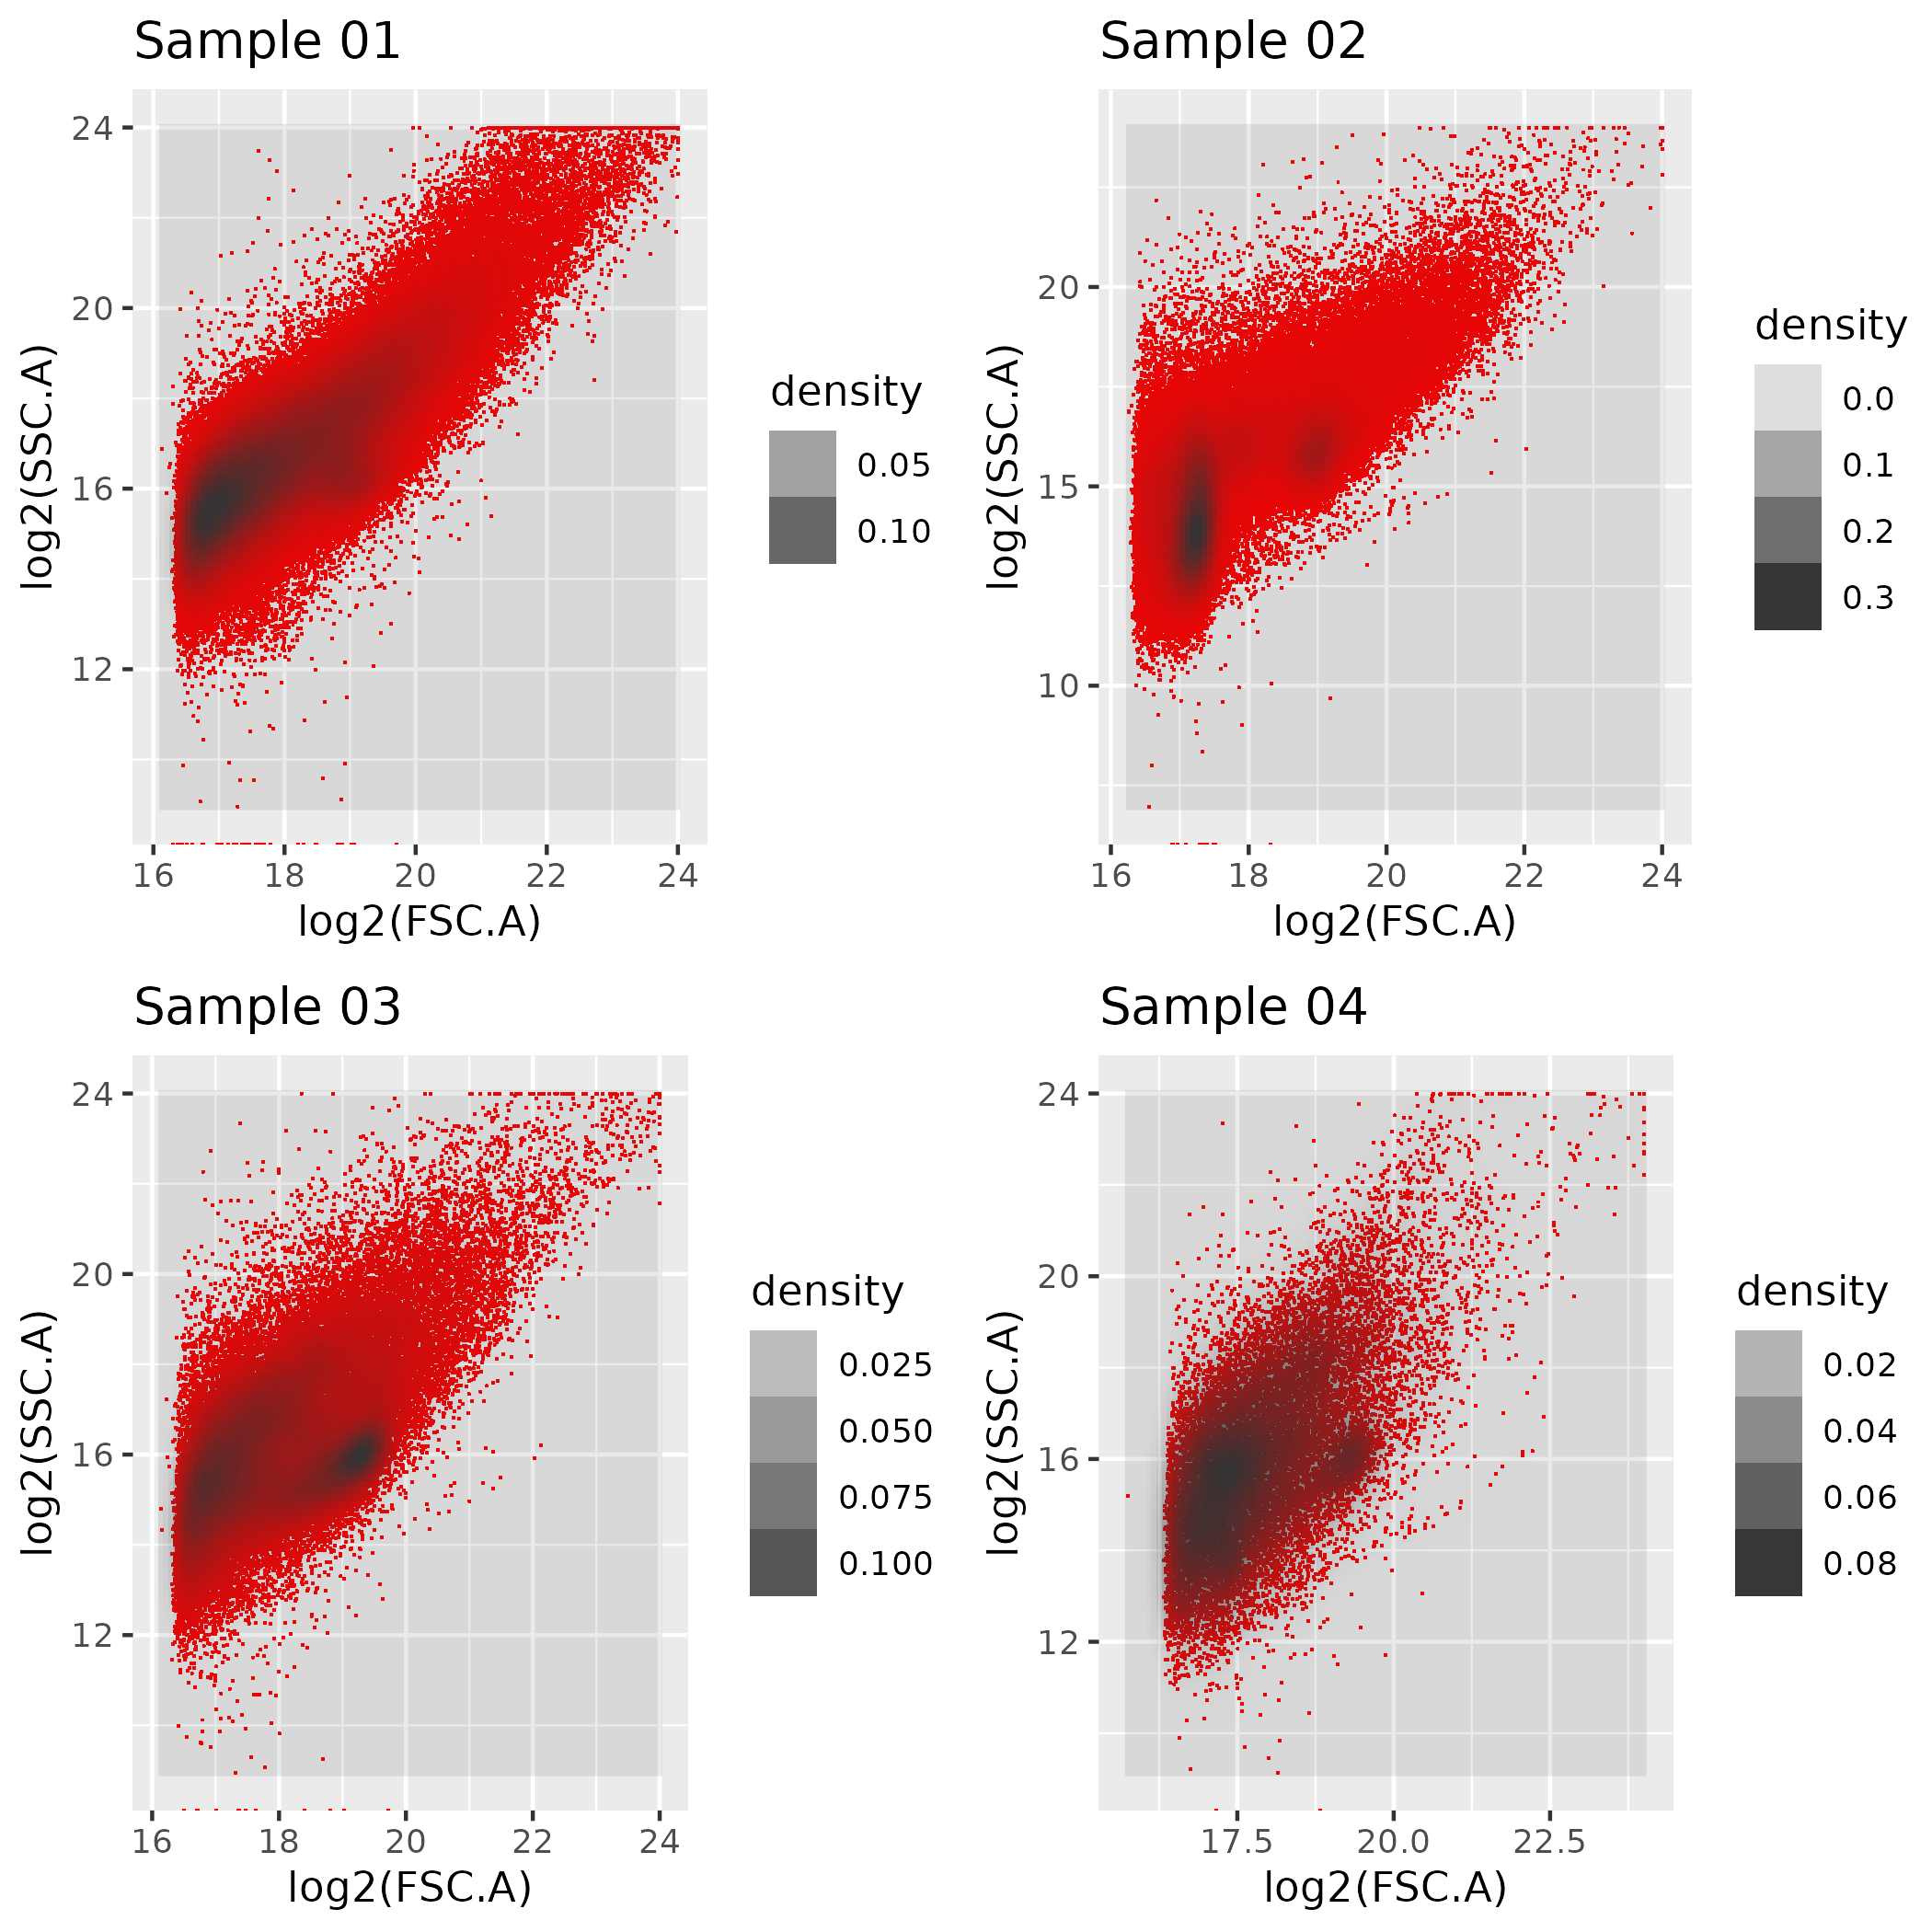 Sample 01
log2(SSC.A)
24
20
16
12
16 18 20 22 24
log2(FSC.A)
density
0.05
0.10
Sample 02
log2(SSC.A)
20
15
10
16 18 20 22 24
log2(FSC.A)
density
0.0
0.1
0.2
0.3
Sample 03
log2(SSC.A)
24
20
16
12
16 18 20 22 24
log2(FSC.A)
density
0.025
0.050
0.075
0.100
Sample 04
log2(SSC.A)
24
20
16
12
17.5 20.0 22.5
log2(FSC.A)
density
0.02
0.04
0.06
0.08